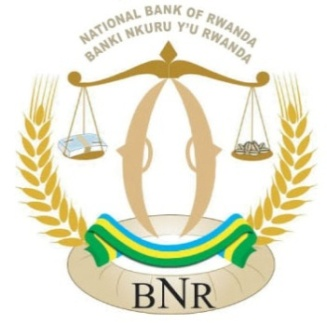 NATIONAL BANK OF RWANDA
BANKI NKURU Y'U RWANDA
BNR